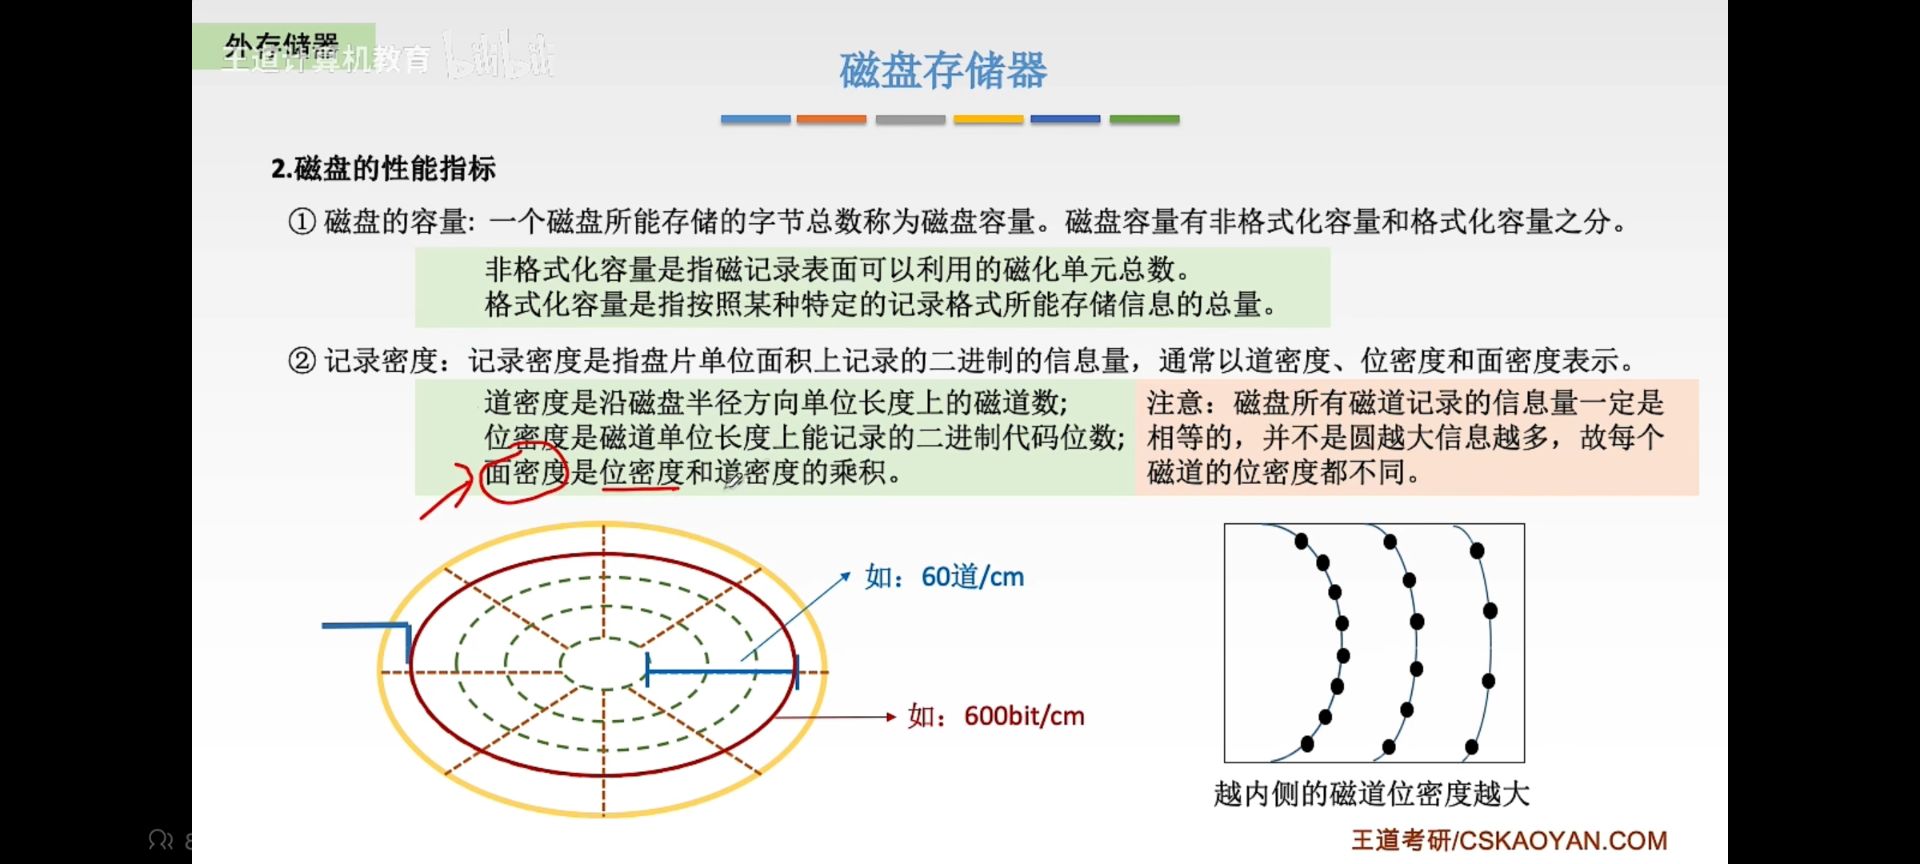 外存储器
王道计算机教育 bilibili
磁盘存储器
2.磁盘的性能指标
① 磁盘的容量：一个磁盘所能存储的字节总数称为磁盘容量。磁盘容量有非格式化容量和格式化容量之分。
非格式化容量是指磁记录表面可以利用的磁化单元总数。
格式化容量是指按照某种特定的记录格式所能存储信息的总量。
② 记录密度：记录密度是指盘片单位面积上记录的二进制的信息量，通常以道密度、位密度和面密度表示。
道密度是沿磁盘半径方向单位长度上的磁道数;
位密度是磁道单位长度上能记录的二进制代码位数;
面密度是位密度和道密度的乘积。
注意：磁盘所有磁道记录的信息量一定是
相等的，并不是圆越大信息越多，故每个
磁道的位密度都不同。
如：60道/cm
如：600bit/cm
越内侧的磁道位密度越大
王道考研/CSKAOYAN.COM